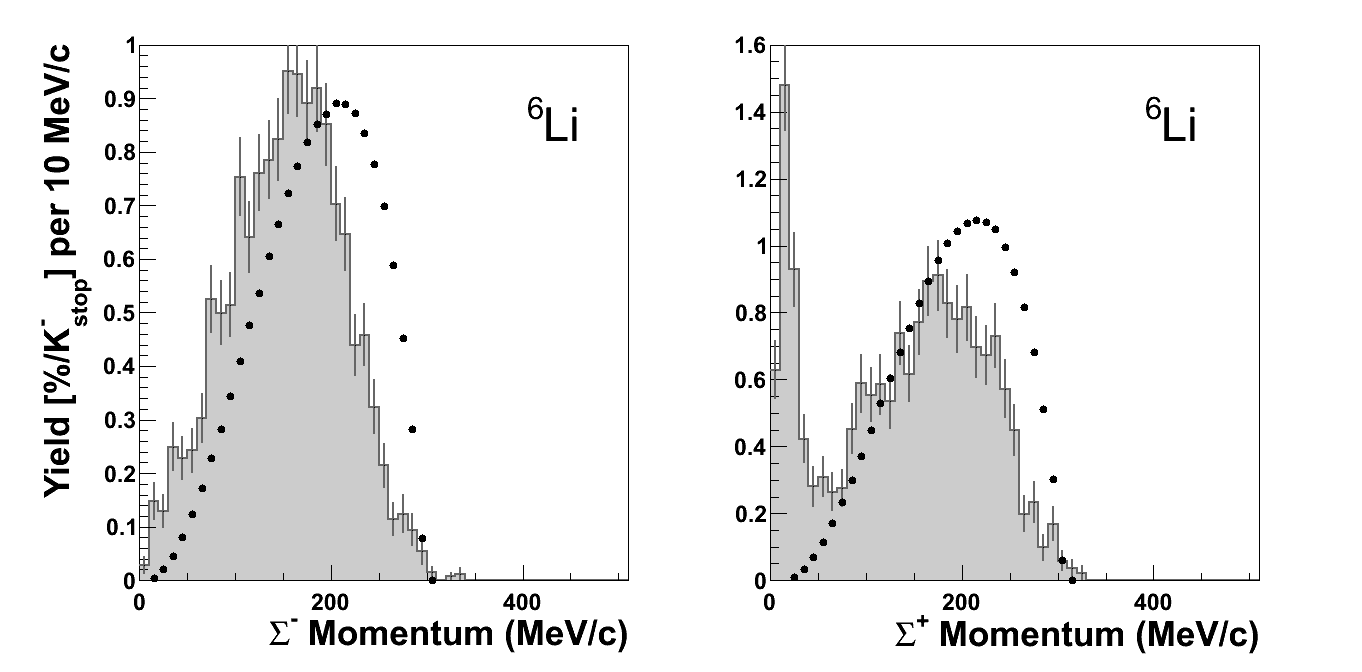 Yield [%/K⁻stop] per 10 MeV/c
1
0.9
0.8
0.7
0.6
0.5
0.4
0.3
0.2
0.1
0
0 200 400
Σ⁻ Momentum (MeV/c)
⁶Li
1.6
1.4
1.2
1
0.8
0.6
0.4
0.2
0
0 200 400
Σ⁺ Momentum (MeV/c)
⁶Li